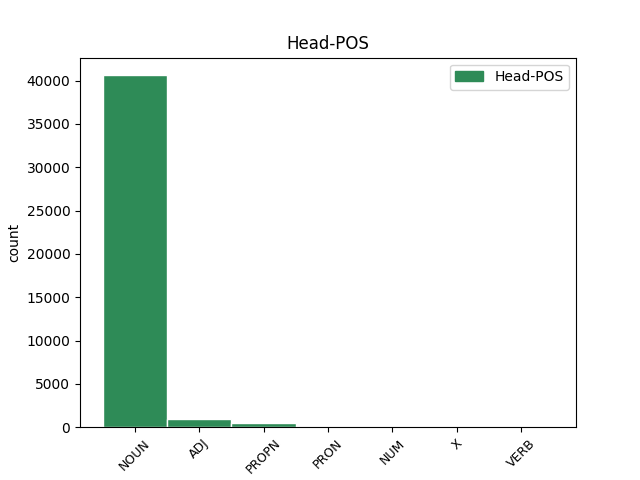 Head-POS
Head-POS
count
40000
35000
30000
25000
20000
15000
10000
5000
0
NOUN
ADJ
PROPN
PRON
NUM
X
VERB